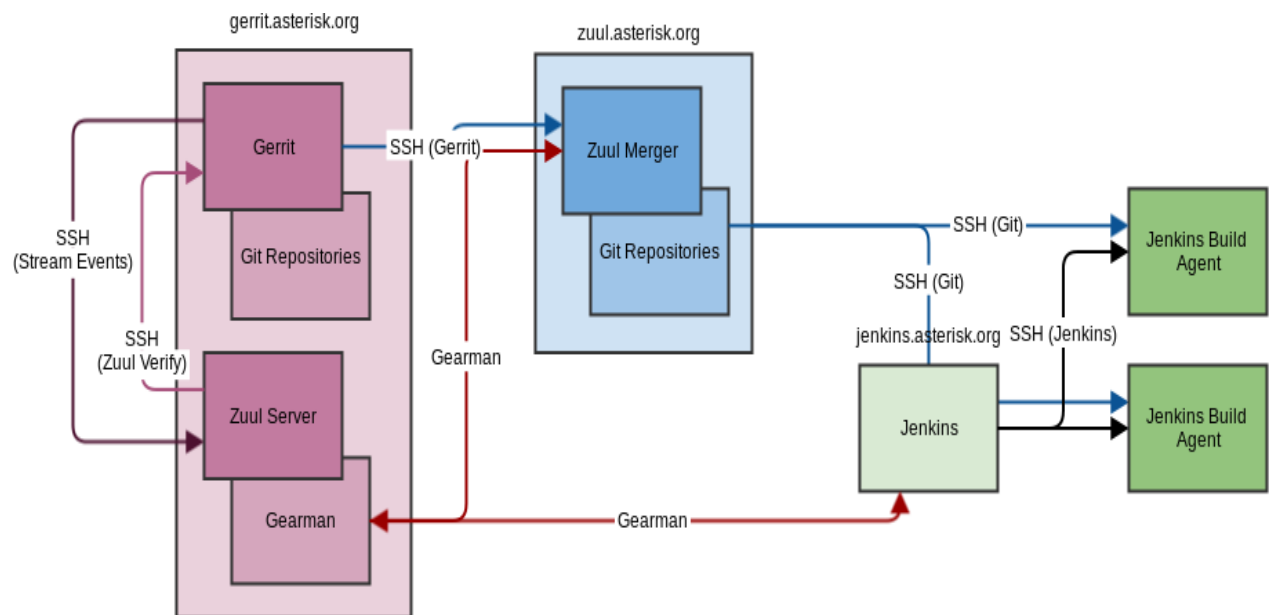 gerrit.asterisk.org
zuul.asterisk.org
Gerrit
SSH (Gerrit)
Zuul Merger
SSH
(Stream Events)
Git Repositories
Git Repositories
SSH (Git)
Jenkins Build
Agent
SSH (Git)
SSH
(Zuul Verify)
Gearman
jenkins.asterisk.org
SSH (Jenkins)
Zuul Server
Jenkins
Jenkins Build
Agent
Gearman
Gearman